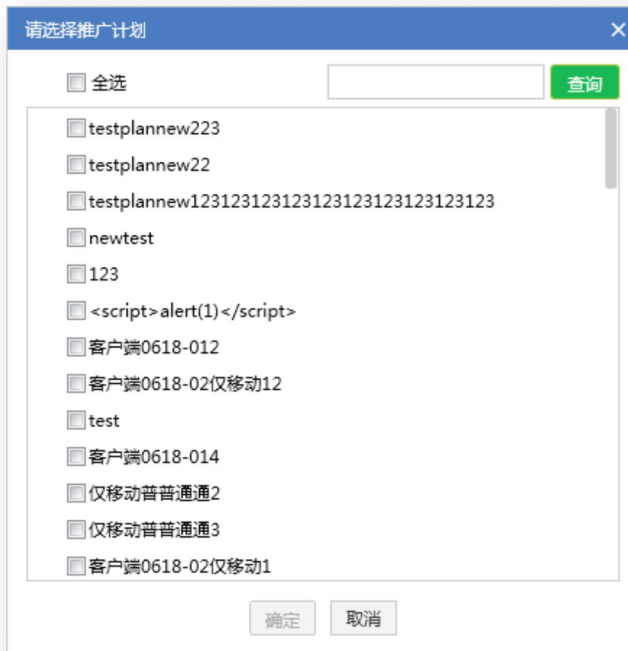 请选择推广计划
全选
查询
testplannew223
testplannew22
testplannew123123123123123123123123123123
newtest
123
<script>alert(1)</script>
客户端0618-012
客户端0618-02仅移动12
test
客户端0618-014
仅移动普普通通2
仅移动普普通通3
客户端0618-02仅移动1
确定
取消